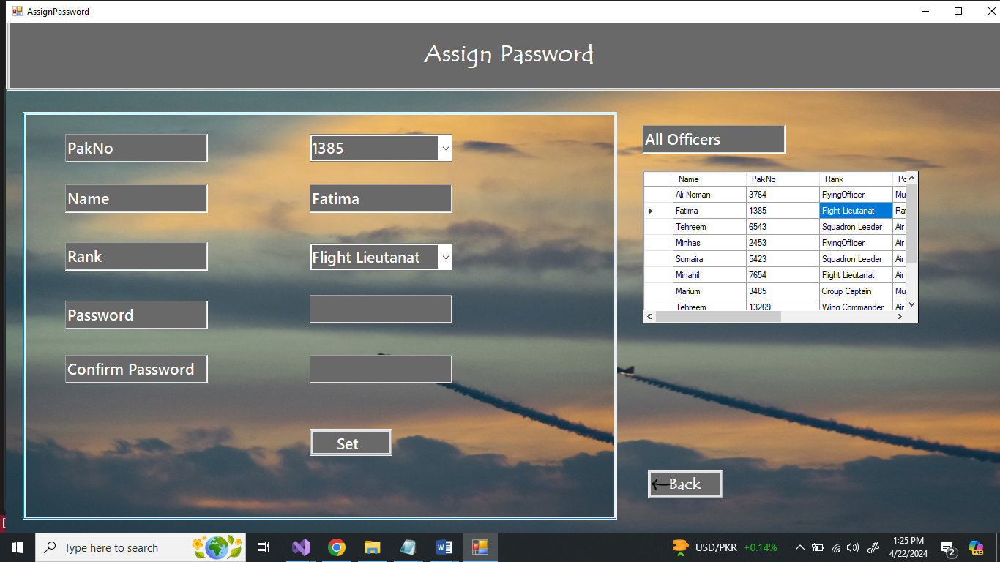 AssignPassword
Assign Password
PakNo
1385
Name
Fatima
Rank
Flight Lieutanat
Password
Confirm Password
Set
All Officers
Name PakNo Rank
Ali Noman 3764 FlyingOfficer Mu
Fatima 1385 Flight Lieutanat
Tehreem 6543 Squadron Leader Air
Minhas 2453 FlyingOfficer Air
Sumaira 5423 Squadron Leader Air
Minahil 7654 Flight Lieutanat Air
Marium 3485 Group Captain Mu
Tehreem 13269 Wing Commander Air
Back
Type here to search
USD/PKR +0.14%
1:25 PM
4/22/2024
2
PRE